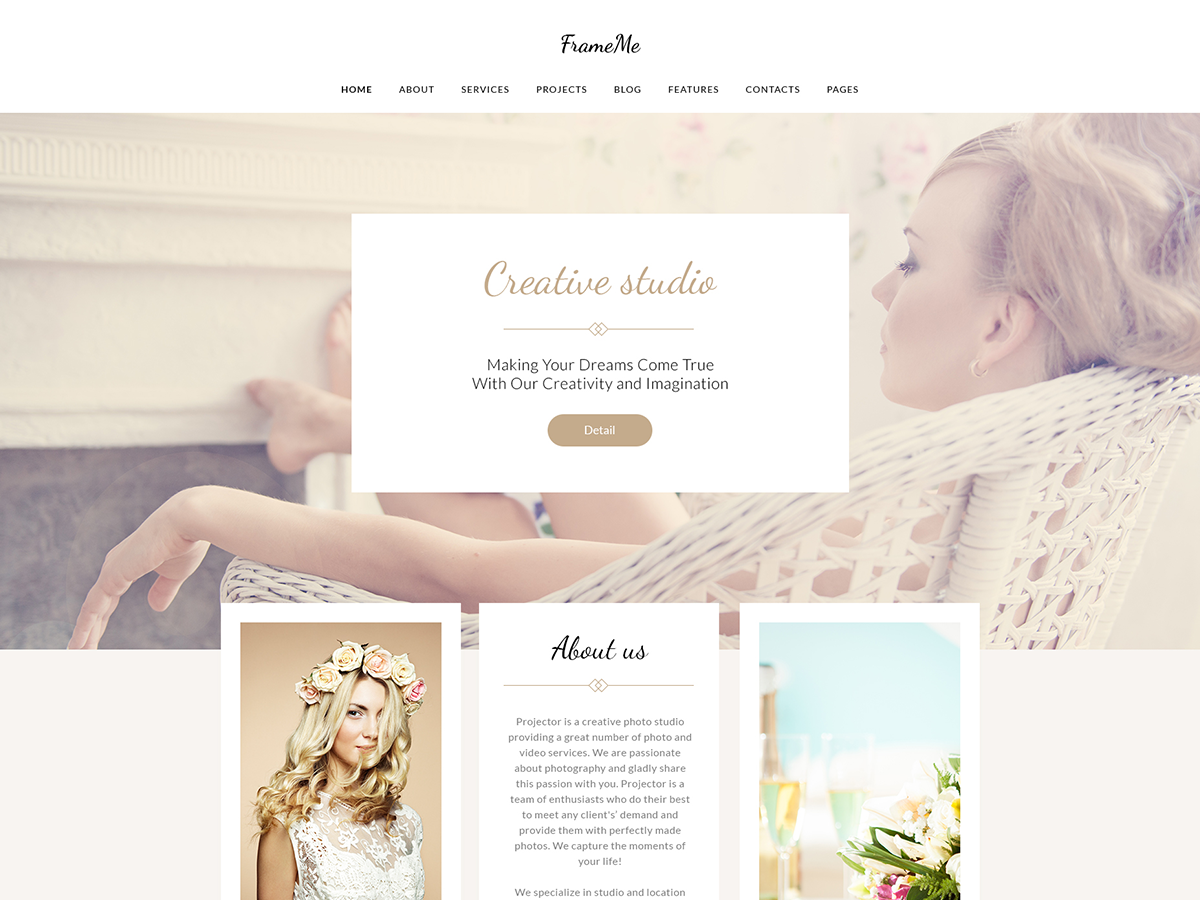 FrameMe
HOME ABOUT SERVICES PROJECTS BLOG FEATURES CONTACTS PAGES
Creative studio
Making Your Dreams Come True
With Our Creativity and Imagination
Detail
About us
Projector is a creative photo studio
providing a great number of photo and
video services. We are passionate
about photography and gladly share
this passion with you. Projector is a
team of enthusiasts who do their best
to meet any client's' demand and
provide them with perfectly made
photos. We capture the moments of
your life!
We specialize in studio and location